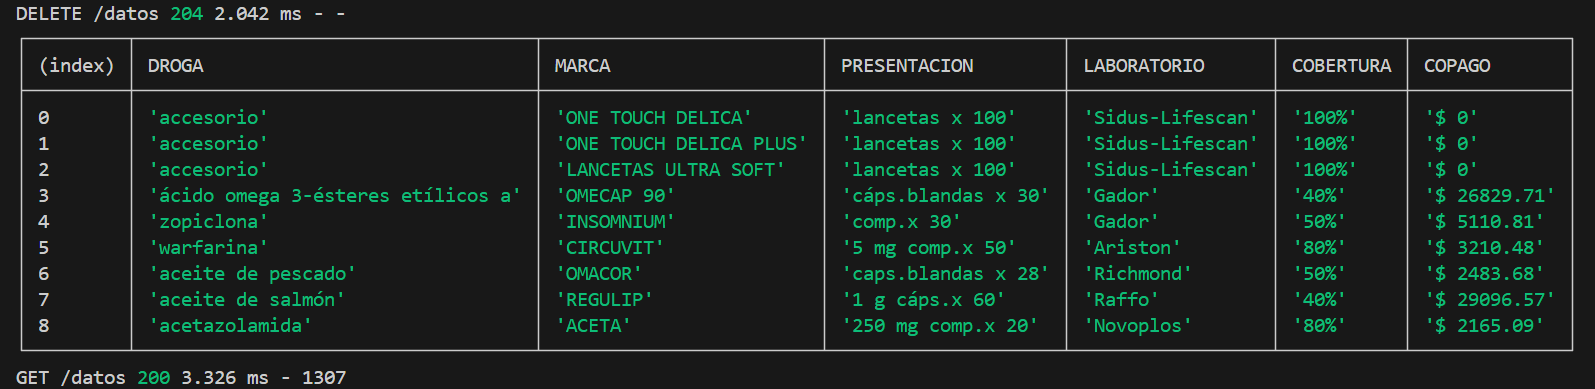 DELETE /datos 204 2.042 ms - -
(index) DROGA MARCA PRESENTACION LABORATORIO COBERTURA COPAGO
0 'accesorio' 'ONE TOUCH DELICA' 'lancetas x 100' 'Sidus-Lifescan' '100%' '$ 0'
1 'accesorio' 'ONE TOUCH DELICA PLUS' 'lancetas x 100' 'Sidus-Lifescan' '100%' '$ 0'
2 'accesorio' 'LANCETAS ULTRA SOFT' 'lancetas x 100' 'Sidus-Lifescan' '100%' '$ 0'
3 'ácido omega 3-ésteres etílicos a' 'OMECAP 90' 'cáps.blandas x 30' 'Gador' '40%' '$ 26829.71'
4 'zopiclona' 'INSOMNIUM' 'comp.x 30' 'Gador' '50%' '$ 5110.81'
5 'warfarina' 'CIRCUVIT' '5 mg comp.x 50' 'Ariston' '80%' '$ 3210.48'
6 'aceite de pescado' 'OMACOR' 'caps.blandas x 28' 'Richmond' '50%' '$ 2483.68'
7 'aceite de salmón' 'REGULIP' '1 g cáps.x 60' 'Raffo' '40%' '$ 29096.57'
8 'acetazolamida' 'ACETA' '250 mg comp.x 20' 'Novoplos' '80%' '$ 2165.09'
GET /datos 200 3.326 ms - 1307